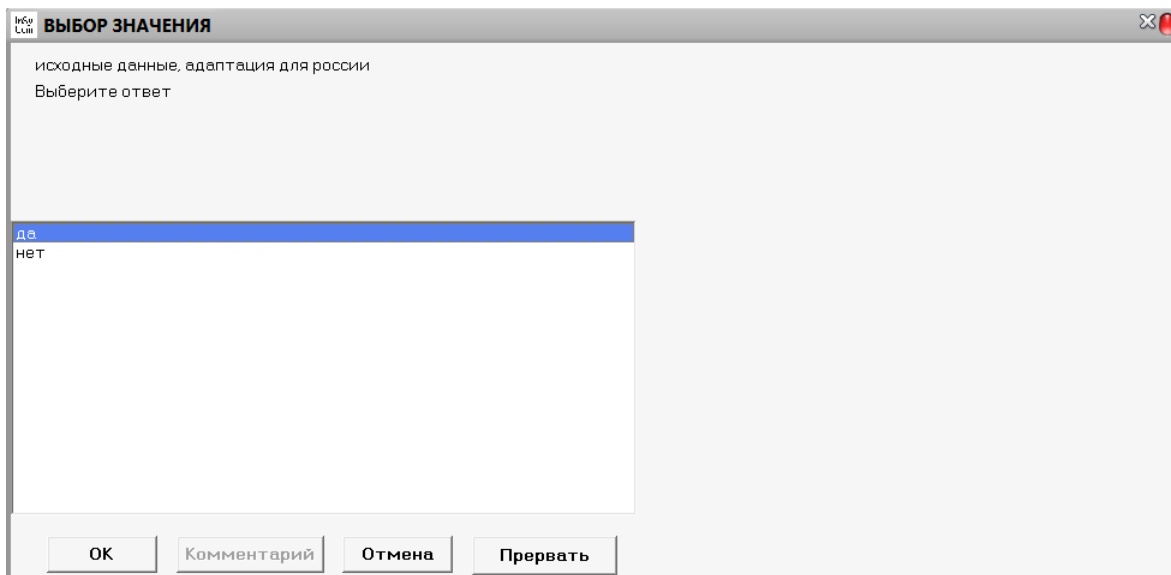 ВЫБОР ЗНАЧЕНИЯ
исходные данные, адаптация для россии
Выберите ответ
да
нет
OK
Комментарий
Отмена
Прервать